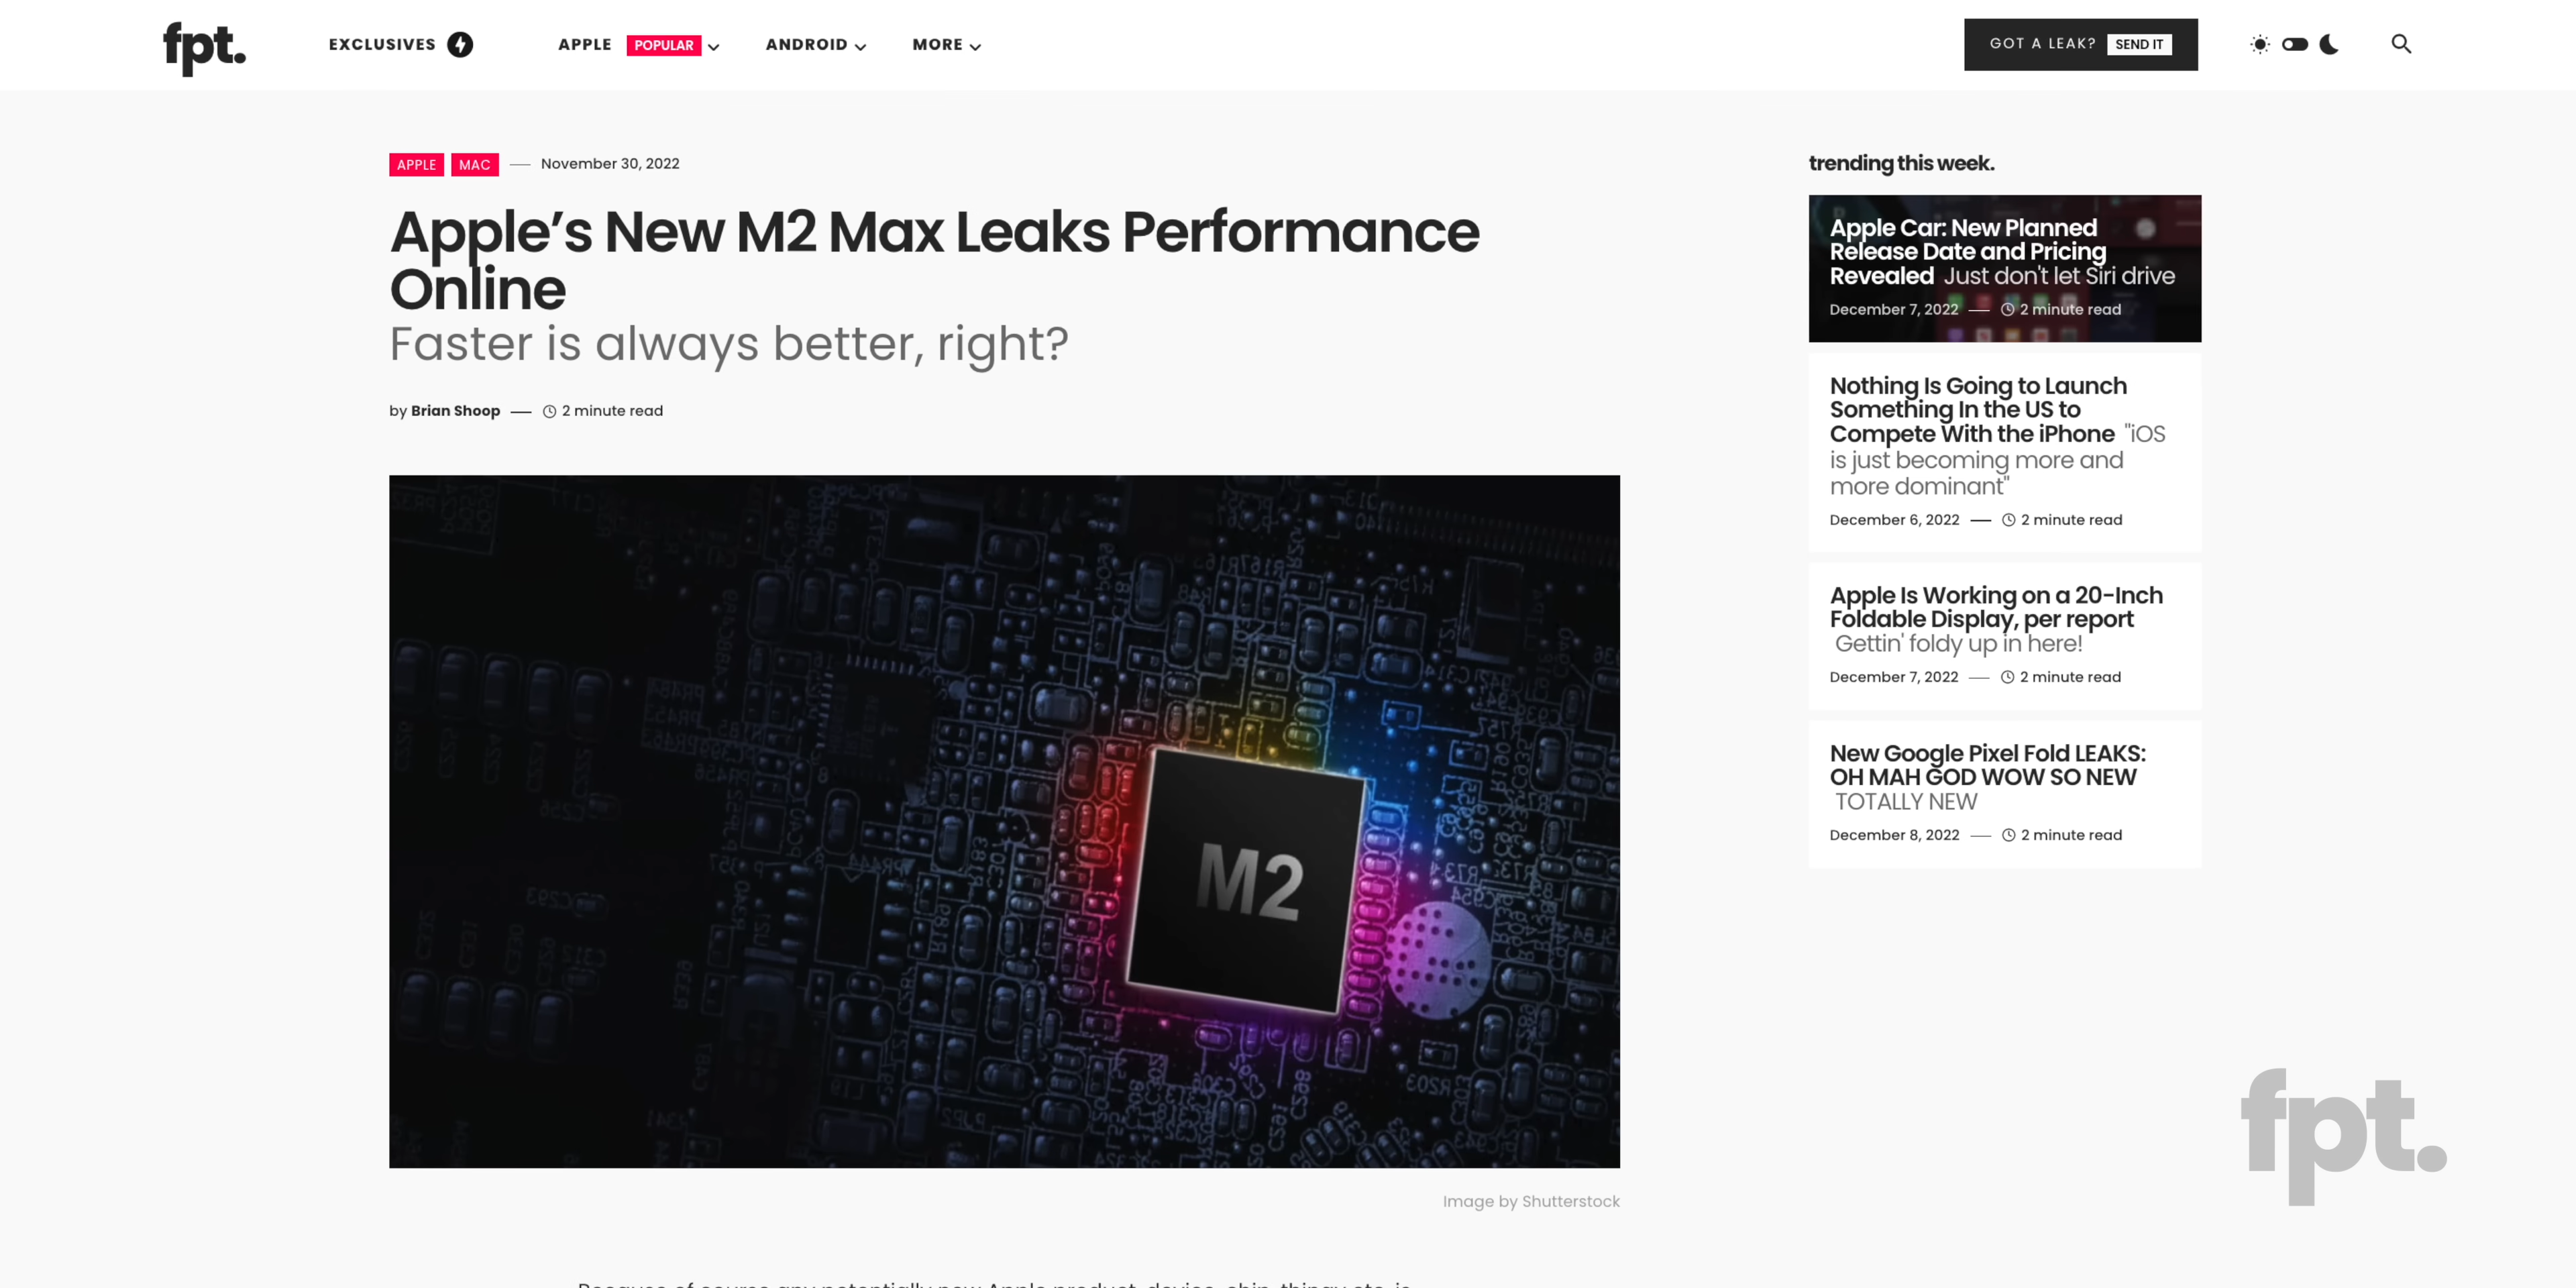 fpt.
EXCLUSIVES
APPLE POPULAR
ANDROID
MORE
GOT A LEAK? SEND IT
APPLE MAC — November 30, 2022
Apple’s New M2 Max Leaks Performance
Online
Faster is always better, right?
by Brian Shoop — 2 minute read
M2
Image by Shutterstock
trending this week.
Apple Car: New Planned
Release Date and Pricing
Revealed Just don't let Siri drive
December 7, 2022 — 2 minute read
Nothing Is Going to Launch
Something In the US to
Compete With the iPhone "iOS
is just becoming more and
more dominant"
December 6, 2022 — 2 minute read
Apple Is Working on a 20-Inch
Foldable Display, per report
Gettin' foldy up in here!
December 7, 2022 — 2 minute read
New Google Pixel Fold LEAKS:
OH MAH GOD WOW SO NEW
TOTALLY NEW
December 8, 2022 — 2 minute read
fpt.